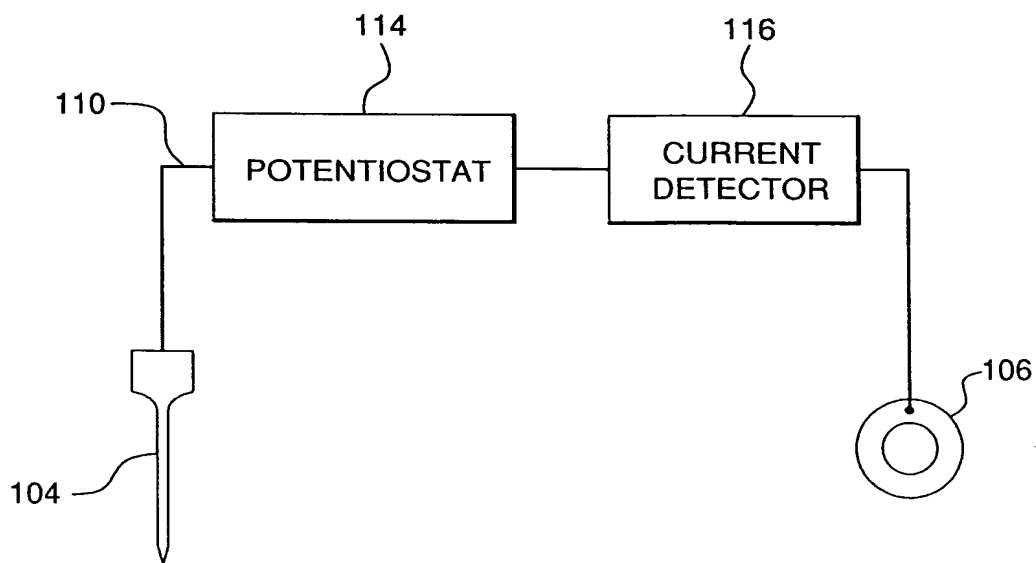 114
116
110
POTENTIOSTAT
CURRENT
DETECTOR
106
104